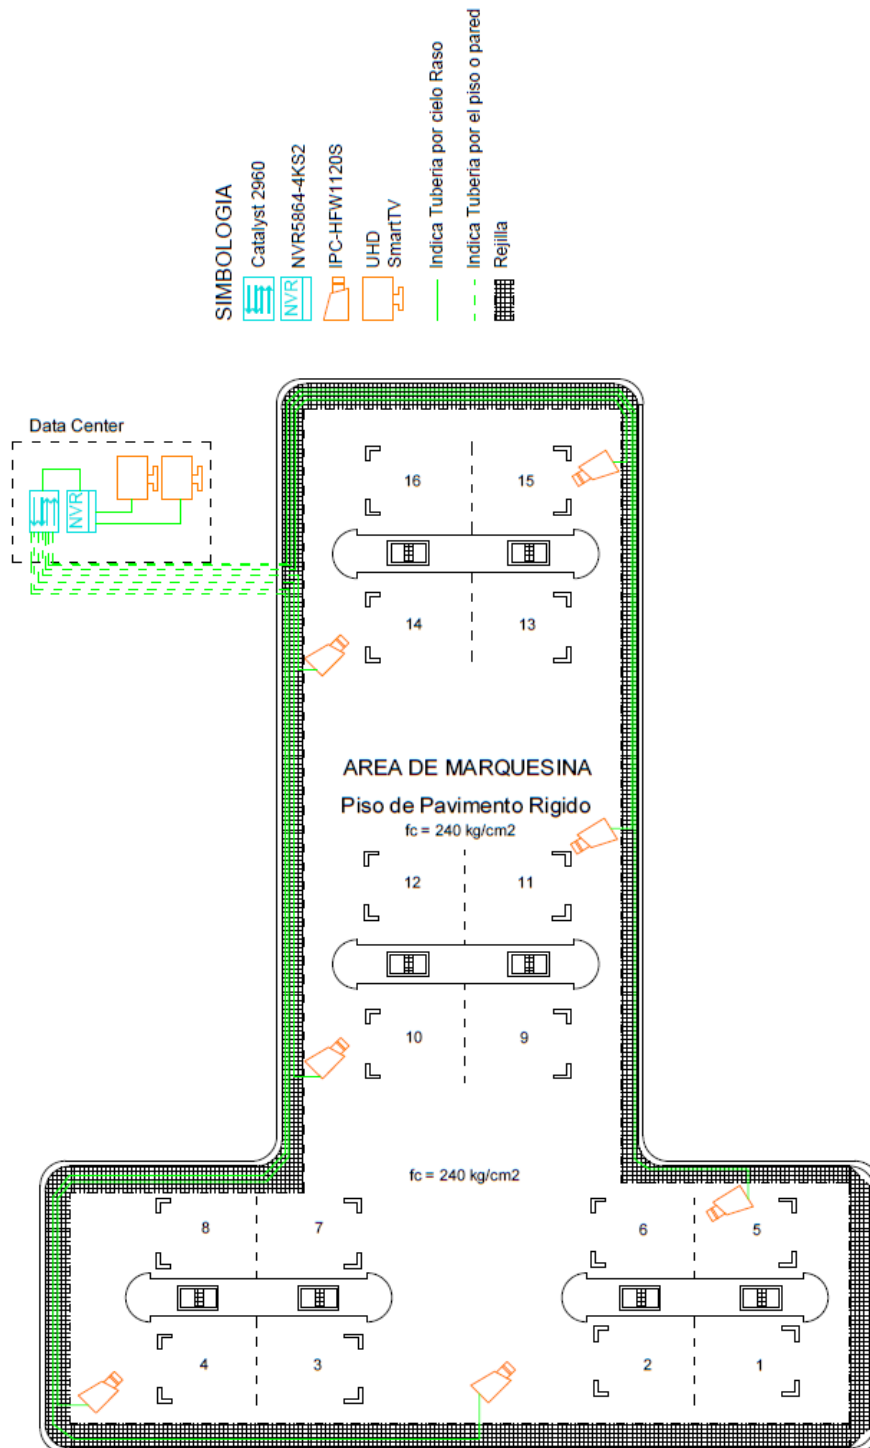 SIMBOLOGIA
Catalyst 2960
NVR
NVR5864-4KS2
IPC-HFW1120S
UHD
SmartTV
Indica Tuberia por cielo Raso
Indica Tuberia por el piso o pared
Rejilla
Data Center
NVR
16
15
14
13
AREA DE MARQUESINA
Piso de Pavimento Rigido
fc = 240 kg/cm2
12
11
10
9
fc = 240 kg/cm2
8
7
6
5
4
3
2
1